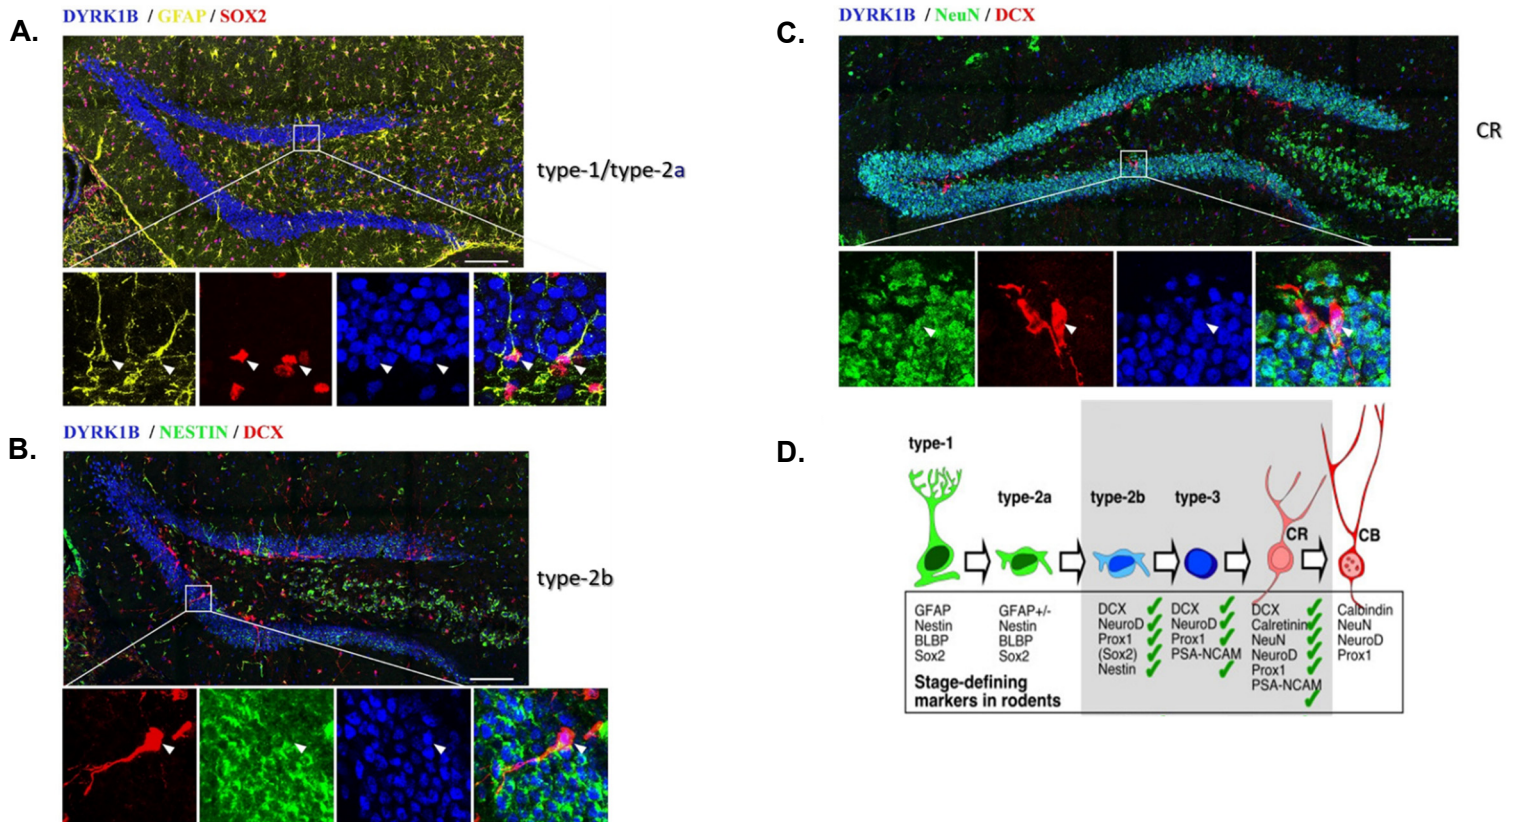 A.
DYRK1B / GFAP / SOX2
type-1/type-2a
B.
DYRK1B / NESTIN / DCX
type-2b
C.
DYRK1B / NeuN / DCX
CR
D.
type-1
type-2a
type-2b
type-3
CR
CB
GFAP
Nestin
BLBP
Sox2
GFAP+/-
Nestin
BLBP
Sox2
DCX ✓
NeuroD ✓
Prox1 ✓
(Sox2) ✓
Nestin ✓
DCX ✓
NeuroD ✓
Prox1 ✓
PSA-NCAM
✓
DCX ✓
Calretinin ✓
NeuN ✓
NeuroD ✓
Prox1 ✓
PSA-NCAM
✓
Calbindin
NeuN
NeuroD
Prox1
Stage-defining
markers in rodents